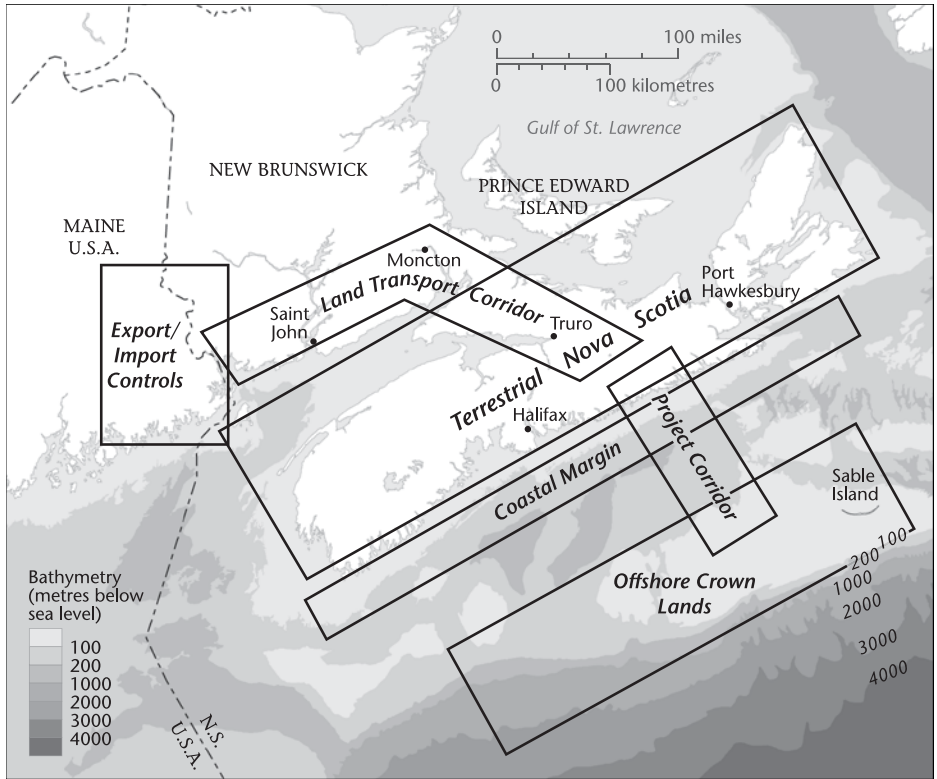 0 100 miles
0 100 kilometres
Gulf of St. Lawrence
NEW BRUNSWICK
PRINCE EDWARD
ISLAND
MAINE
U.S.A.
Moncton
Port
Hawkesbury
Land Transport Corridor
Saint
John
Truro
Export/
Import
Controls
Terrestrial Nova Scotia
Halifax
Project Corridor
Coastal Margin
Sable
Island
Offshore Crown
Lands
100
200
1000
2000
3000
4000
Bathymetry
(metres below
sea level)
100
200
1000
2000
3000
4000
N.S.
U.S.A.